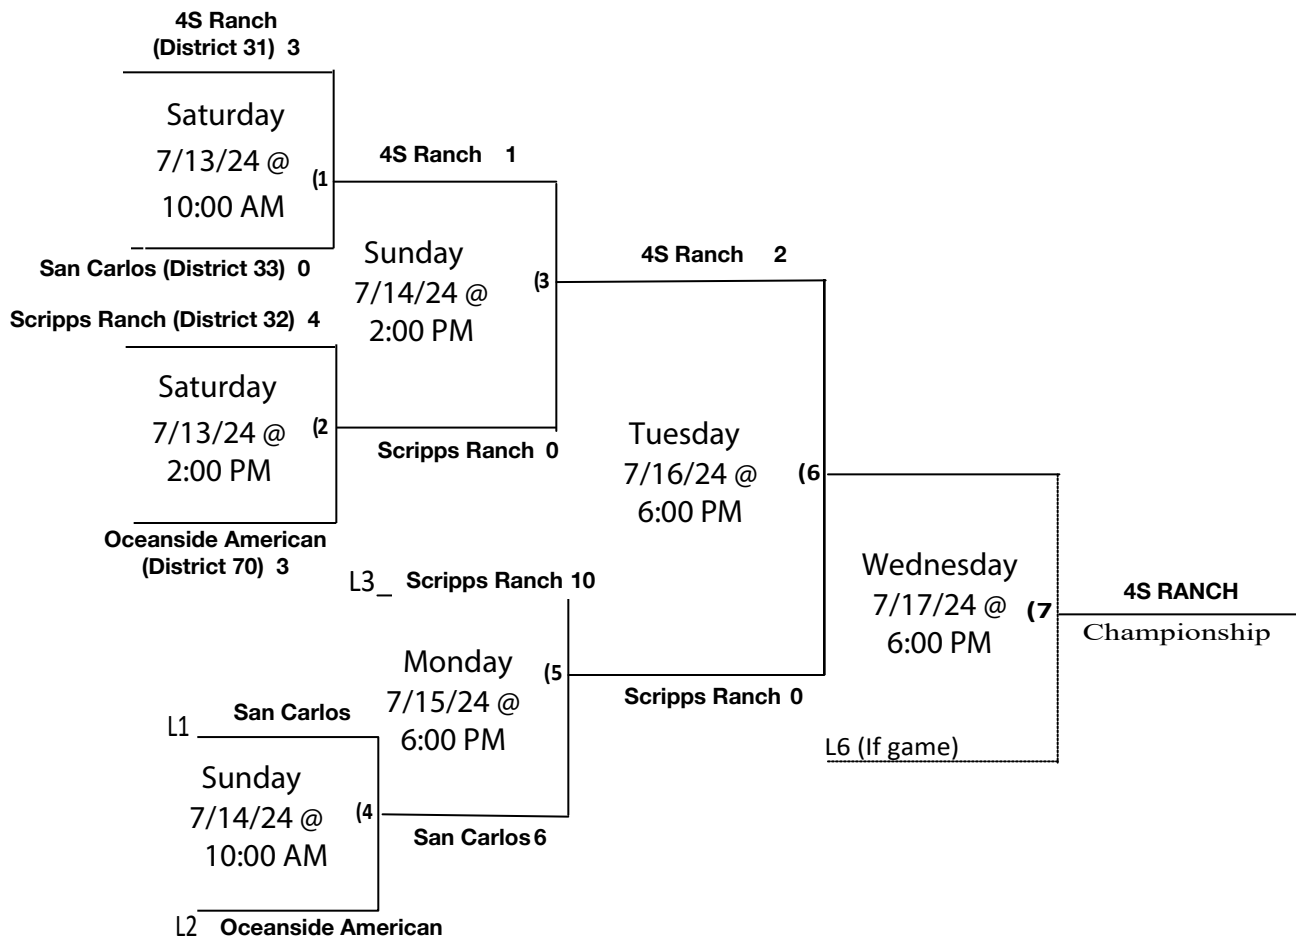 4S Ranch
(District 31) 3
Saturday
7/13/24 @
10:00 AM
(1
San Carlos (District 33) 0
4S Ranch 1
Scripps Ranch (District 32) 4
Saturday
7/13/24 @
2:00 PM
(2
Oceanside American
(District 70) 3
Sunday
7/14/24 @
2:00 PM
(3
Scripps Ranch 0
4S Ranch 2
L3_ Scripps Ranch 10
Monday
7/15/24 @
6:00 PM
(5
L1 San Carlos
Sunday
7/14/24 @
10:00 AM
(4
San Carlos 6
L2 Oceanside American
Tuesday
7/16/24 @
6:00 PM
(6
Scripps Ranch 0
Wednesday
7/17/24 @
6:00 PM
(7
L6 (If game)
4S RANCH
Championship